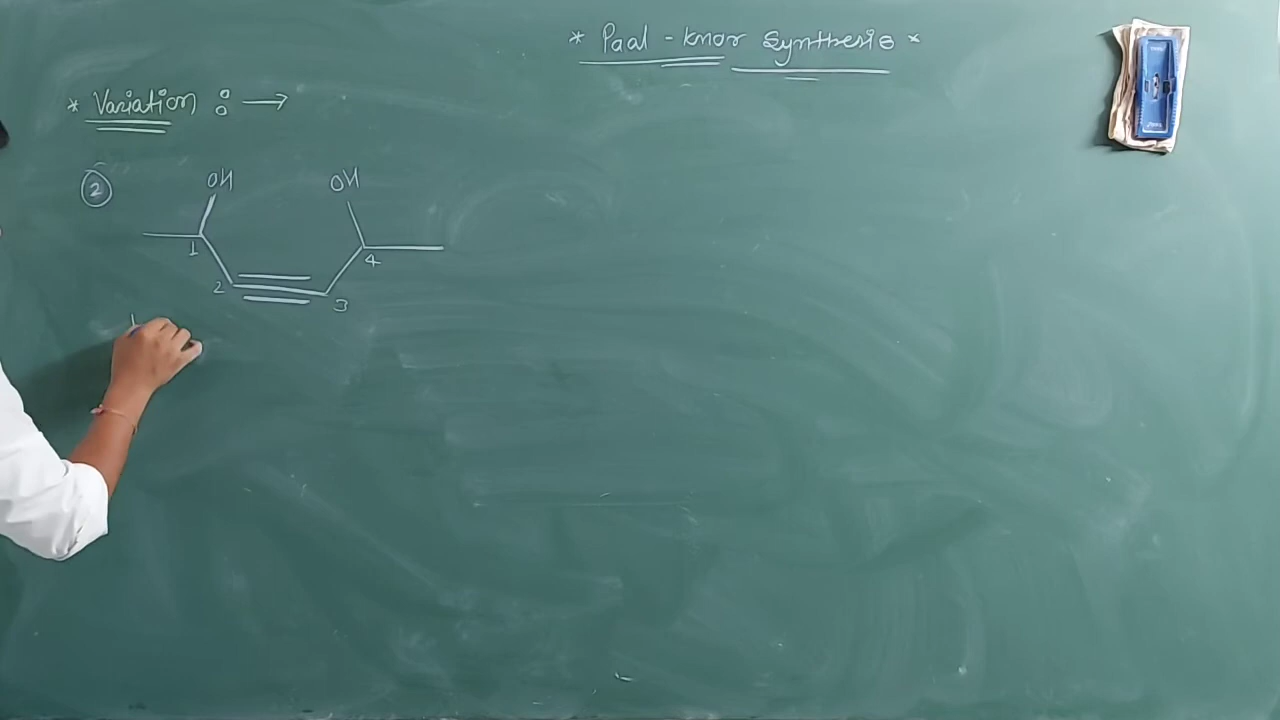 * Paal - Knor Synthesis *
* Variation : →
2
OH OH
1 4
2 3